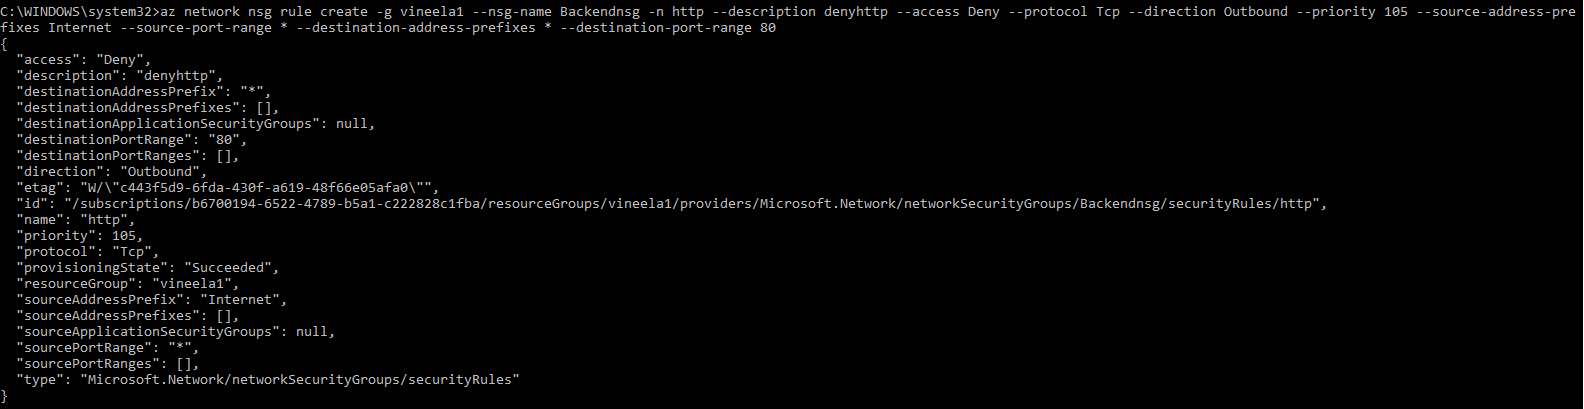 C:\WINDOWS\system32>az network nsg rule create -g vineela1 --nsg-name Backendnsg -n http --description denyhttp --access Deny --protocol Tcp --direction Outbound --priority 105 --source-address-pre
fixes Internet --source-port-range * --destination-address-prefixes * --destination-port-range 80
{
  "access": "Deny",
  "description": "denyhttp",
  "destinationAddressPrefix": "*",
  "destinationAddressPrefixes": [],
  "destinationApplicationSecurityGroups": null,
  "destinationPortRange": "80",
  "destinationPortRanges": [],
  "direction": "Outbound",
  "etag": "W/\"c443f5d9-6fda-430f-a619-48f66e05afa0\"",
  "id": "/subscriptions/b6700194-6522-4789-b5a1-c222828c1fba/resourceGroups/vineela1/providers/Microsoft.Network/networkSecurityGroups/Backendnsg/securityRules/http",
  "name": "http",
  "priority": 105,
  "protocol": "Tcp",
  "provisioningState": "Succeeded",
  "resourceGroup": "vineela1",
  "sourceAddressPrefix": "Internet",
  "sourceAddressPrefixes": [],
  "sourceApplicationSecurityGroups": null,
  "sourcePortRange": "*",
  "sourcePortRanges": [],
  "type": "Microsoft.Network/networkSecurityGroups/securityRules"
}